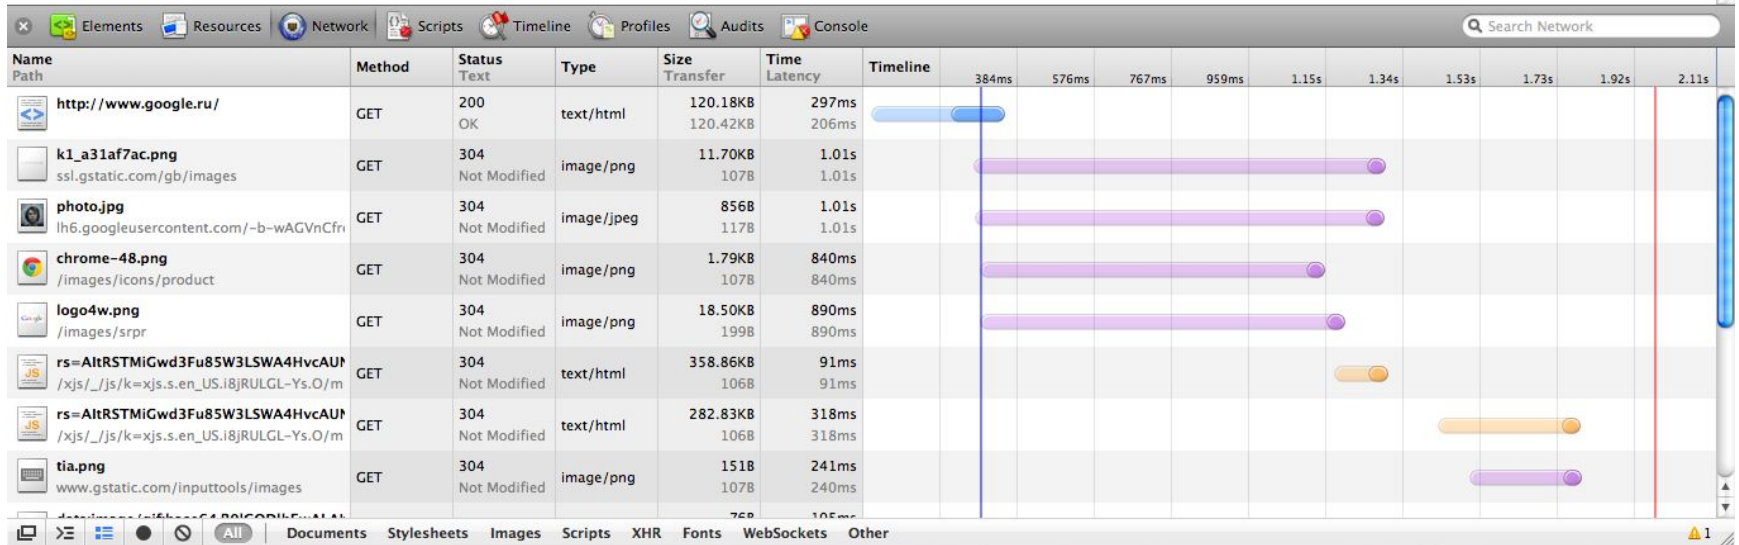 Elements Resources Network Scripts Timeline Profiles Audits Console Search Network
Name Path Method Status Text Type Size Transfer Time Latency Timeline 384ms 576ms 767ms 959ms 1.15s 1.34s 1.53s 1.73s 1.92s 2.11s
http://www.google.ru/ GET 200 text/html 120.18KB 297ms
OK 120.42KB 206ms
k1_a31af7ac.png GET 304 image/png 11.70KB 1.01s
ssl.gstatic.com/gb/images Not Modified 107B 1.01s
photo.jpg GET 304 image/jpeg 856B 1.01s
lh6.googleusercontent.com/-b-wAGVnCfr Not Modified 117B 1.01s
chrome-48.png GET 304 image/png 1.79KB 840ms
/images/icons/product Not Modified 107B 840ms
logo4w.png GET 304 image/png 18.50KB 890ms
/images/srpr Not Modified 199B 890ms
rs=AItRSTMiGwd3Fu85W3LSWA4HvcAUN GET 304 text/html 358.86KB 91ms
/xjs/_/js/k=xjs.s.en_US.i8jRULGL-Ys.O/m Not Modified 106B 91ms
rs=AItRSTMiGwd3Fu85W3LSWA4HvcAUN GET 304 text/html 282.83KB 318ms
/xjs/_/js/k=xjs.s.en_US.i8jRULGL-Ys.O/m Not Modified 106B 318ms
tia.png GET 304 image/png 151B 241ms
www.gstatic.com/inputtools/images Not Modified 107B 240ms
All Documents Stylesheets Images Scripts XHR Fonts WebSockets Other 1